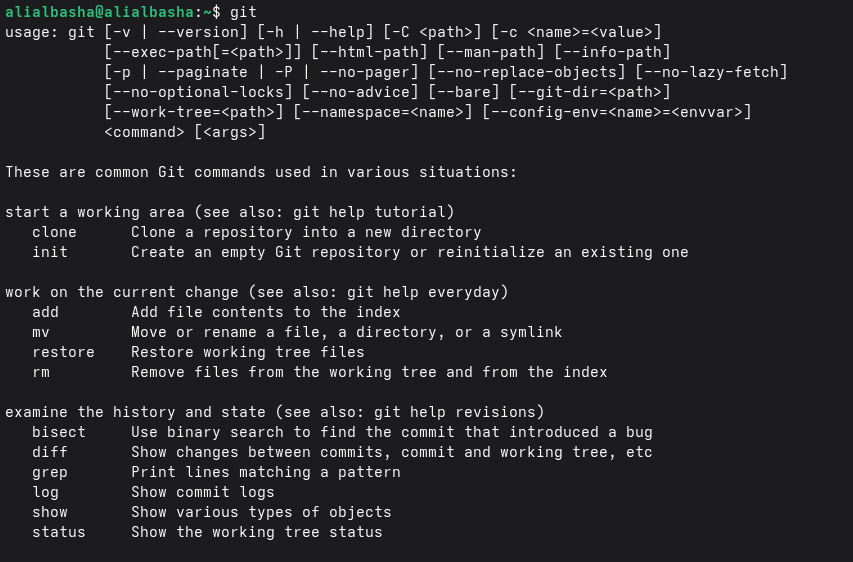 alialbasha@alialbasha:~$ git
usage: git [-v | --version] [-h | --help] [-C <path>] [-c <name>=<value>]
           [--exec-path[=<path>]] [--html-path] [--man-path] [--info-path]
           [-p | --paginate | -P | --no-pager] [--no-replace-objects] [--no-lazy-fetch]
           [--no-optional-locks] [--no-advice] [--bare] [--git-dir=<path>]
           [--work-tree=<path>] [--namespace=<name>] [--config-env=<name>=<envvar>]
           <command> [<args>]

These are common Git commands used in various situations:

start a working area (see also: git help tutorial)
   clone      Clone a repository into a new directory
   init       Create an empty Git repository or reinitialize an existing one

work on the current change (see also: git help everyday)
   add        Add file contents to the index
   mv         Move or rename a file, a directory, or a symlink
   restore    Restore working tree files
   rm         Remove files from the working tree and from the index

examine the history and state (see also: git help revisions)
   bisect     Use binary search to find the commit that introduced a bug
   diff       Show changes between commits, commit and working tree, etc
   grep       Print lines matching a pattern
   log        Show commit logs
   show       Show various types of objects
   status     Show the working tree status